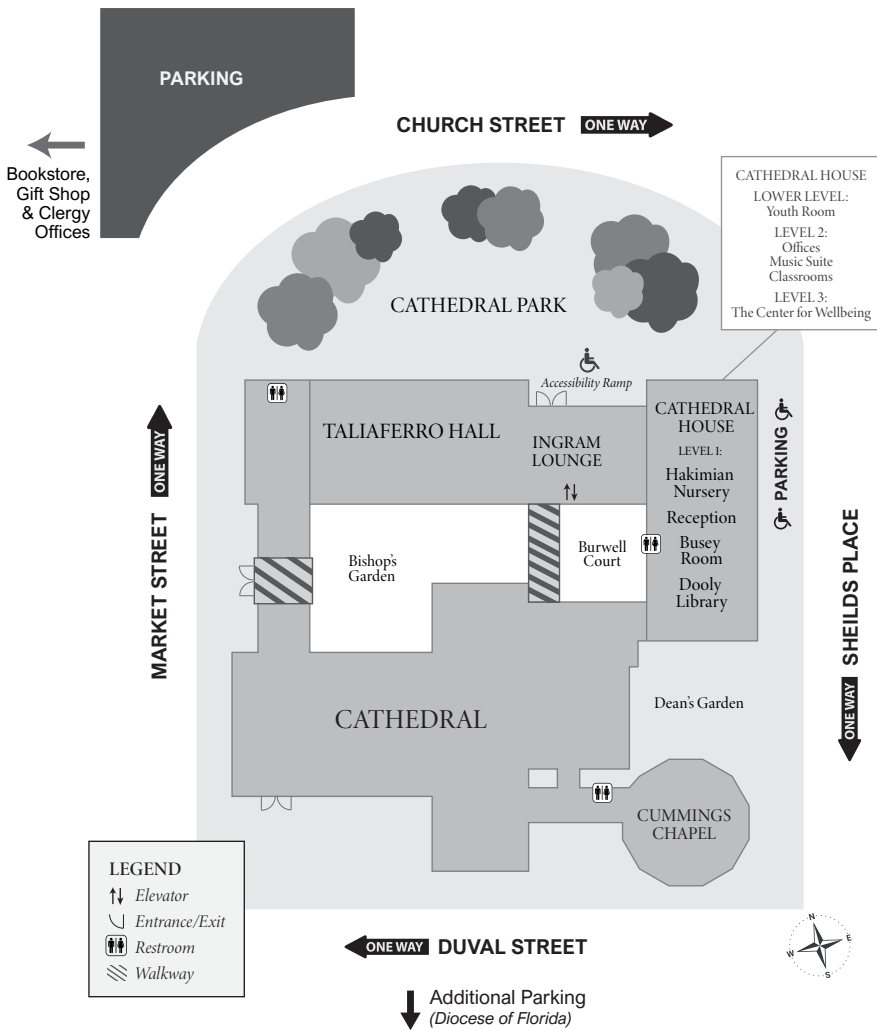 PARKING
CHURCH STREET ONE WAY
Bookstore,
Gift Shop
& Clergy
Offices
CATHEDRAL HOUSE
LOWER LEVEL:
Youth Room
LEVEL 2:
Offices
Music Suite
Classrooms
LEVEL 3:
The Center for Wellbeing
CATHEDRAL PARK
Accessibility Ramp
TALIAFERRO HALL
INGRAM
LOUNGE
CATHEDRAL
HOUSE
LEVEL 1:
Hakimian
Nursery
Reception
Busey
Room
Dooly
Library
PARKING
MARKET STREET ONE WAY
Bishop's
Garden
Burwell
Court
SHEILDS PLACE
ONE WAY
CATHEDRAL
Dean's Garden
CUMMINGS
CHAPEL
LEGEND
Elevator
Entrance/Exit
Restroom
Walkway
ONE WAY DUVAL STREET
N
E
W
S
Additional Parking
(Diocese of Florida)